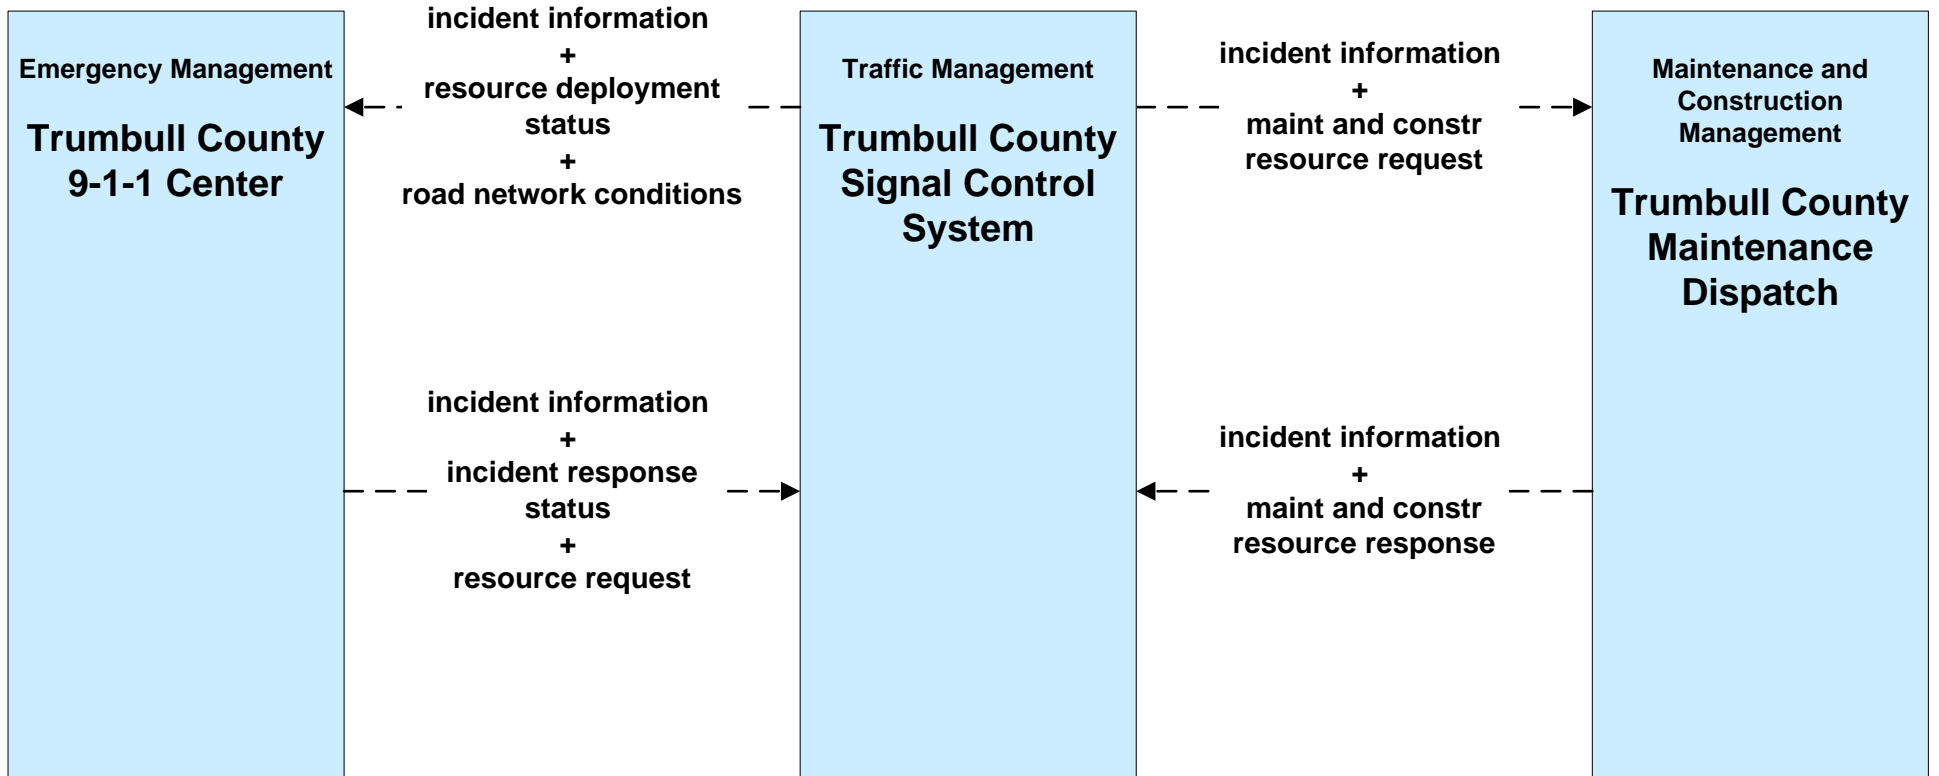 Emergency Management
Trumbull County
9-1-1 Center
incident information
+
resource deployment
status
+
road network conditions
incident information
+
incident response
status
+
resource request
Traffic Management
Trumbull County
Signal Control
System
incident information
+
maint and constr
resource request
incident information
+
maint and constr
resource response
Maintenance and
Construction
Management
Trumbull County
Maintenance
Dispatch